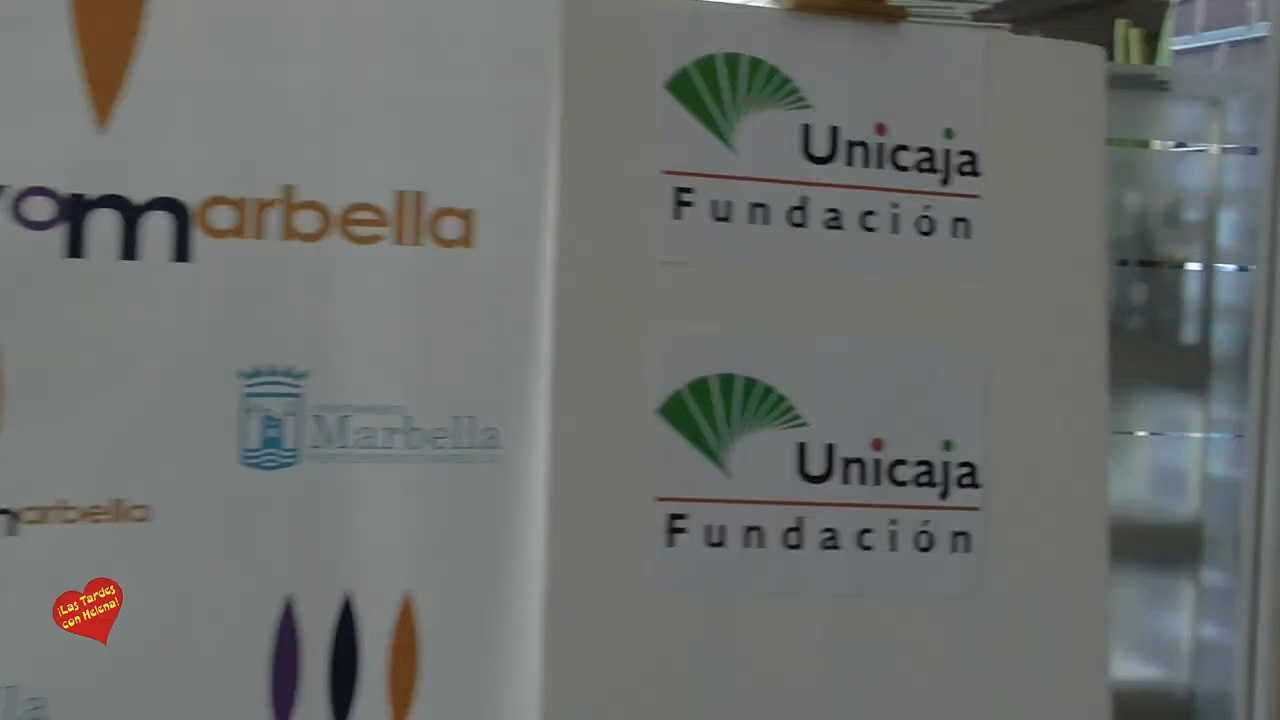 marbella
Marbella
arbella
¡Las Tardes
con Helena!
Unicaja
Fundación
Unicaja
Fundación